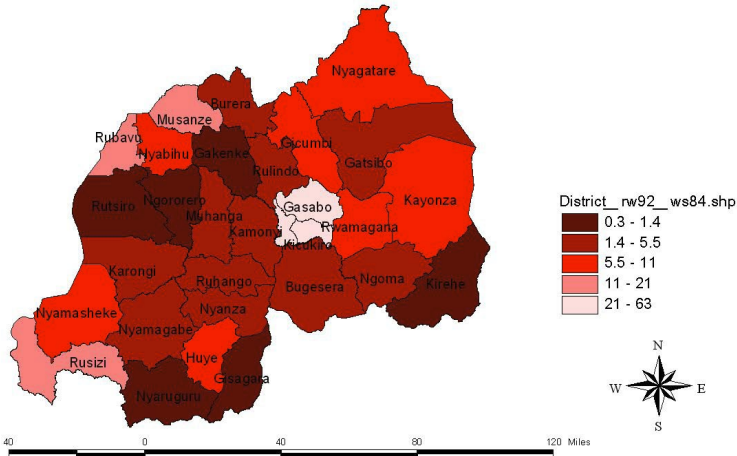 Nyagatare
Burera
Musanze
Rubavu
Nyabihu
Gakenke
Gicumbi
Rulindo
Gatsibo
Rutsiro
Ngororero
Muhanga
Kamonyi
Gasabo
Kicukiro
Rwamagana
Kayonza
Karongi
Ruhango
Bugesera
Ngoma
Kirehe
Nyamasheke
Nyamagabe
Nyanza
Huye
Rusizi
Gisagara
Nyaruguru
District__rw92__ws84.shp
0.3 - 1.4
1.4 - 5.5
5.5 - 11
11 - 21
21 - 63
N
W E
S
40 0 40 80 120 Miles